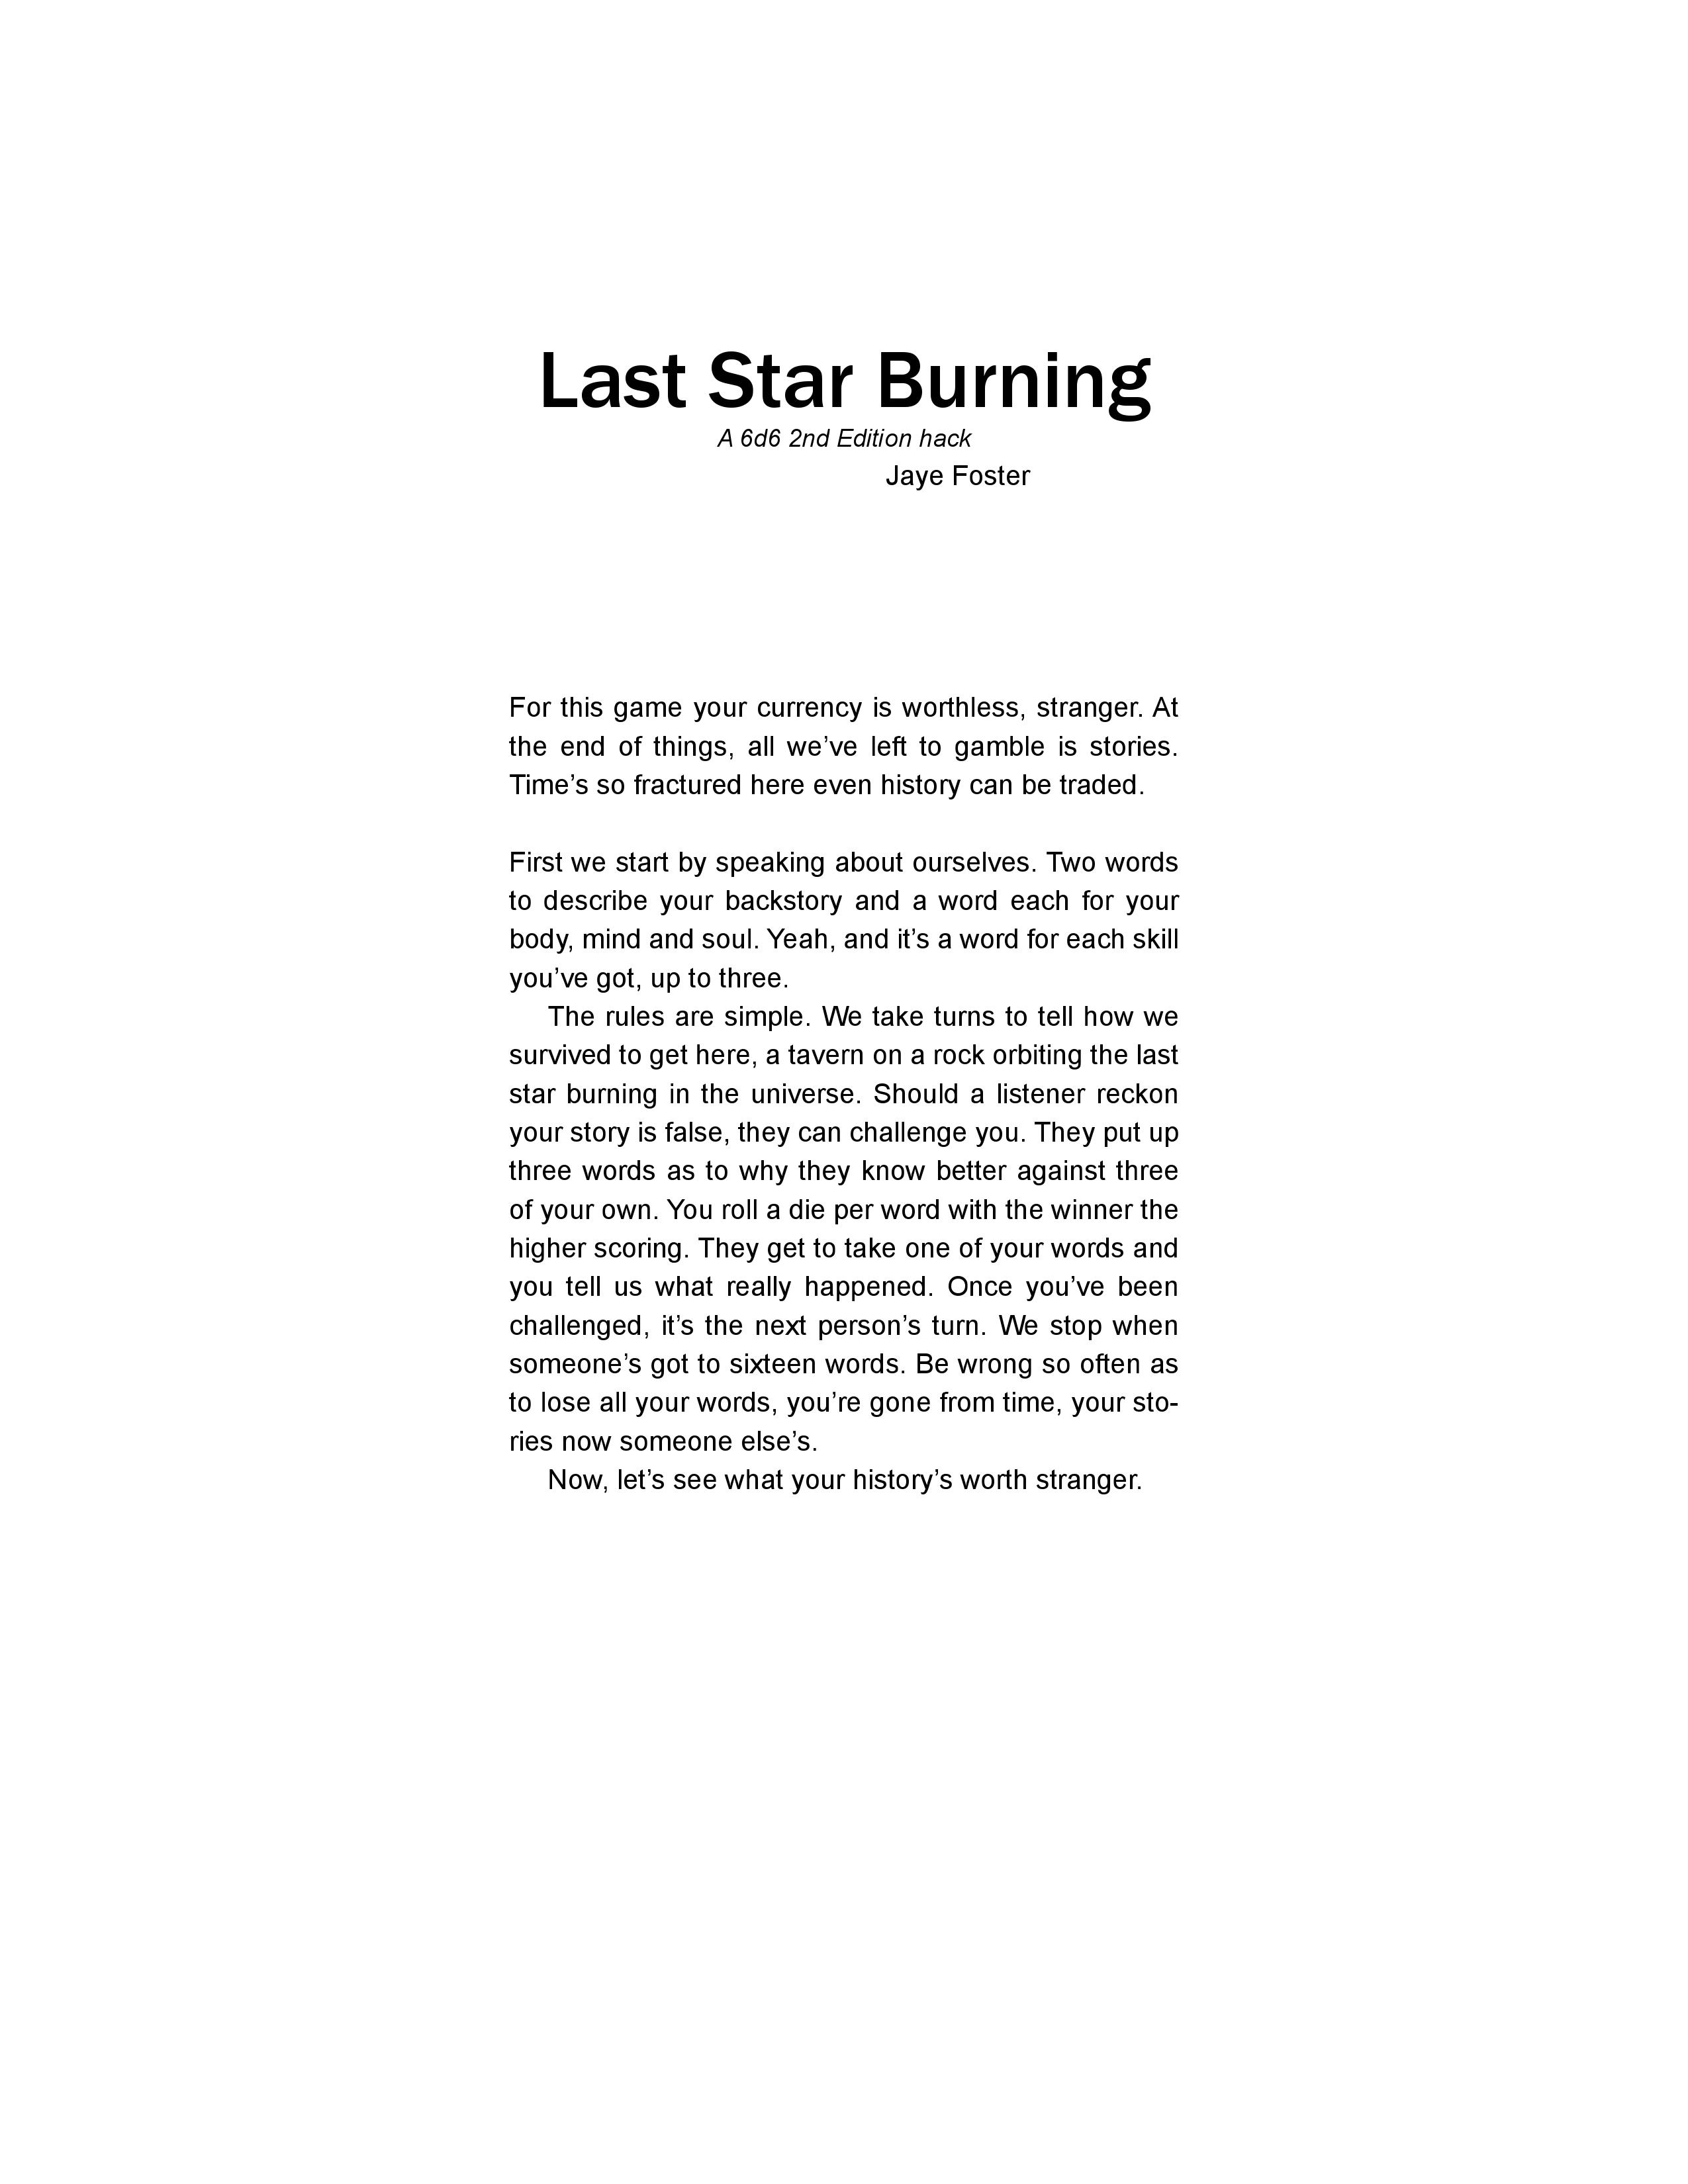 Last Star Burning
A 6d6 2nd Edition hack
Jaye Foster
For this game your currency is worthless, stranger. At
the end of things, all we’ve left to gamble is stories.
Time’s so fractured here even history can be traded.
First we start by speaking about ourselves. Two words
to describe your backstory and a word each for your
body, mind and soul. Yeah, and it’s a word for each skill
you’ve got, up to three.
The rules are simple. We take turns to tell how we
survived to get here, a tavern on a rock orbiting the last
star burning in the universe. Should a listener reckon
your story is false, they can challenge you. They put up
three words as to why they know better against three
of your own. You roll a die per word with the winner the
higher scoring. They get to take one of your words and
you tell us what really happened. Once you’ve been
challenged, it’s the next person’s turn. We stop when
someone’s got to sixteen words. Be wrong so often as
to lose all your words, you’re gone from time, your sto-
ries now someone else’s.
Now, let’s see what your history’s worth stranger.